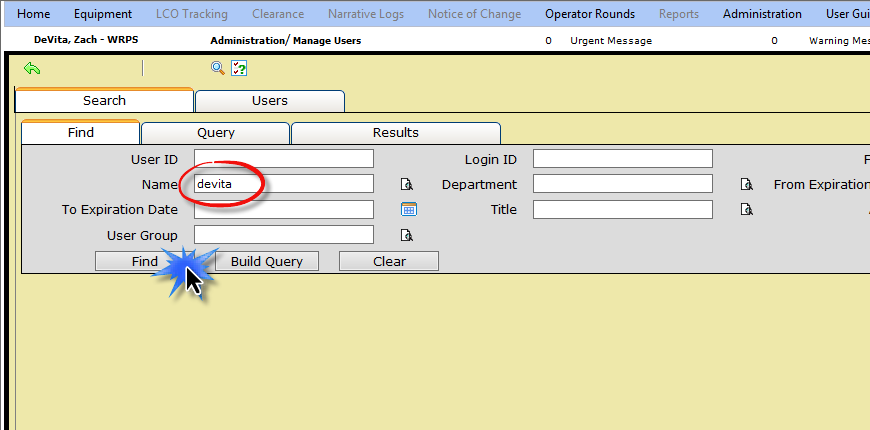 Home Equipment LCO Tracking Clearance Narrative Logs Notice of Change Operator Rounds Reports Administration User Gui
DeVita, Zach - WRPS Administration/ Manage Users 0 Urgent Message 0 Warning Mes
Search Users
Find Query Results
User ID Login ID F
Name devita Department From Expiration
To Expiration Date Title
User Group
Find Build Query Clear